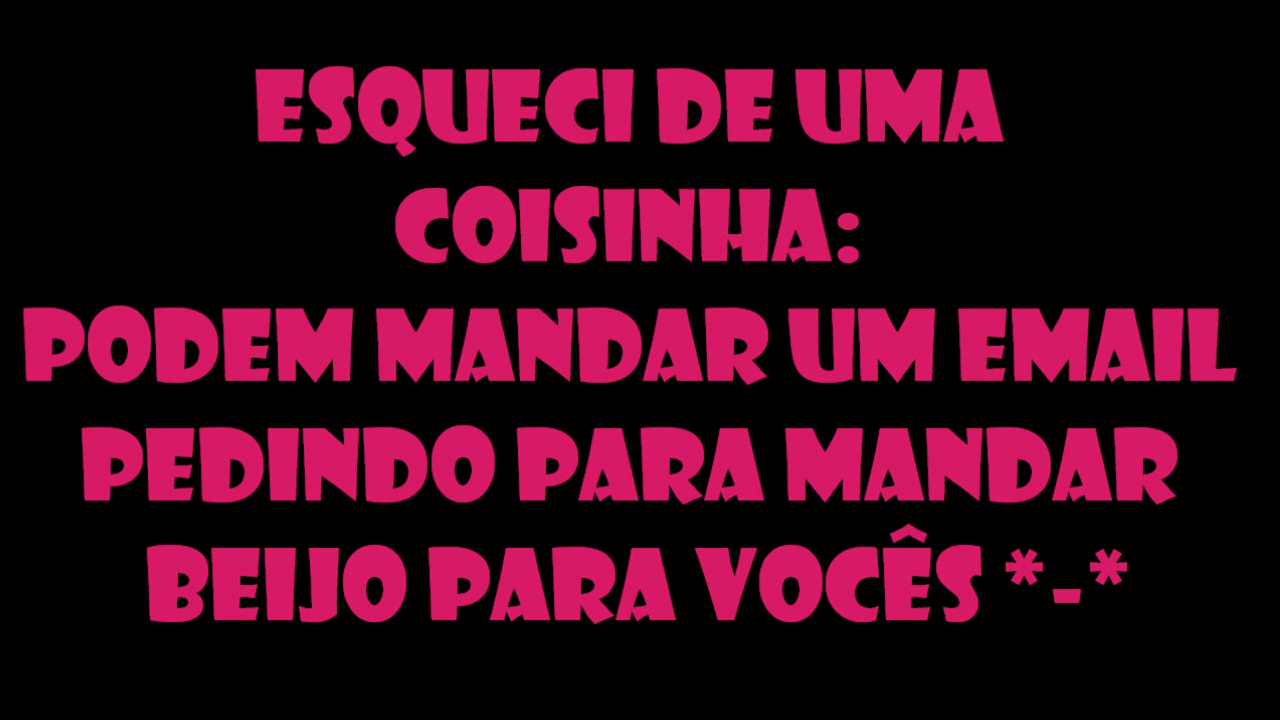 ESQUECI DE UMA
COISINHA:
PODEM MANDAR UM EMAIL
PEDINDO PARA MANDAR
BEIJO PARA VOCÊS *-*